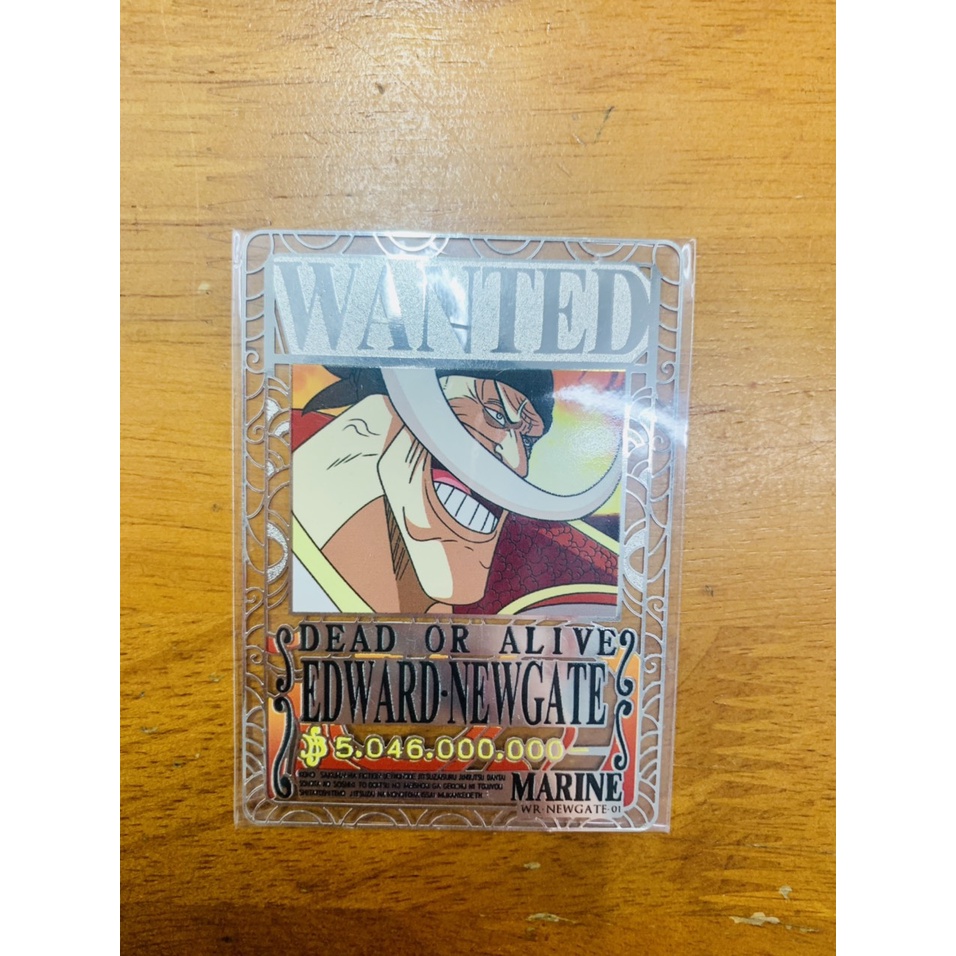 WANTED
DEAD OR ALIVE
EDWARD·NEWGATE
5.046.000.000-
MARINE
WR-NEWGATE-01